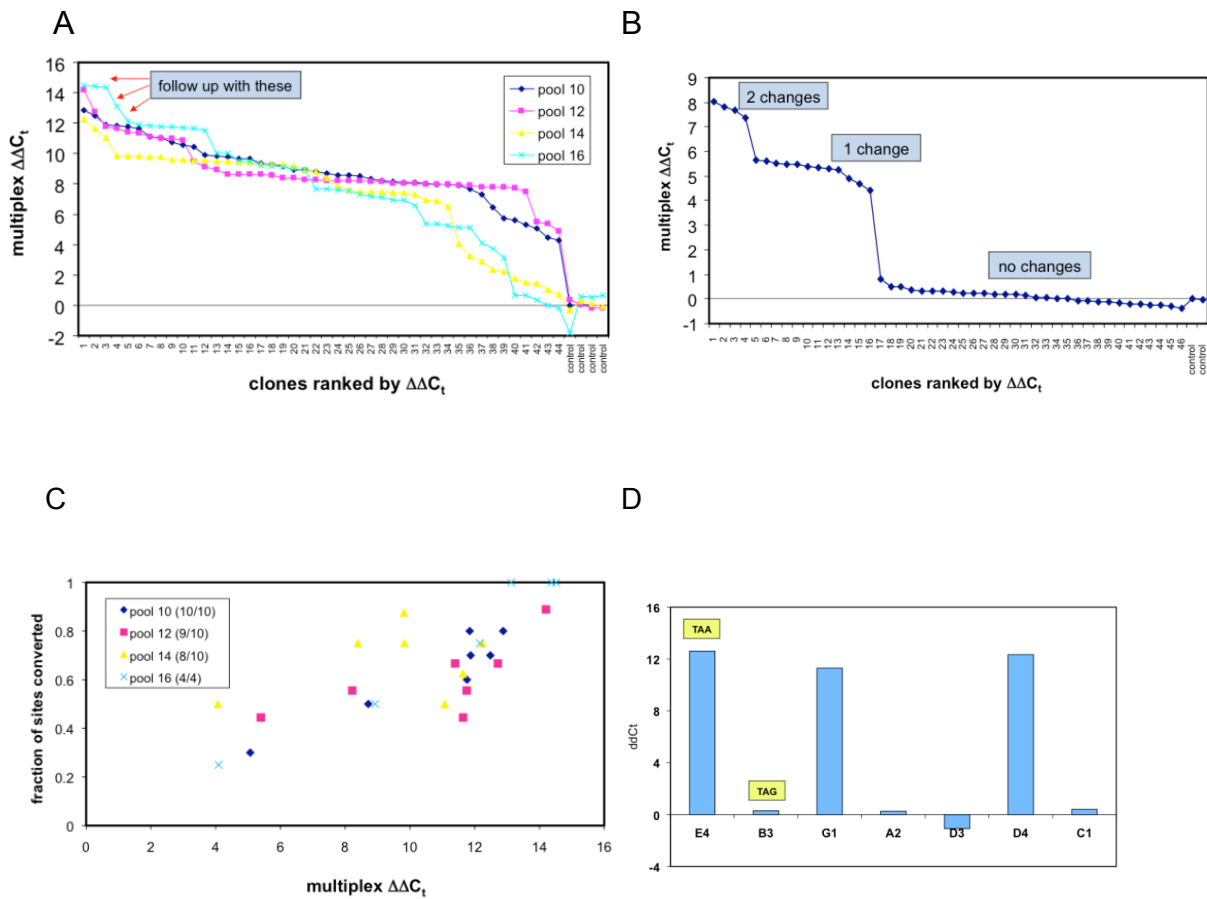 A
16
14
12
10
8
6
4
2
0
-2
multiplex ΔΔCt
follow up with these
pool 10
pool 12
pool 14
pool 16
1 2 3 4 5 6 7 8 9 10 11 12 13 14 15 16 17 18 19 20 21 22 23 24 25 26 27 28 29 30 31 32 33 34 35 36 37 38 39 40 41 42 43 44 control control control control
clones ranked by ΔΔCt
B
9
8
7
6
5
4
3
2
1
0
-1
multiplex ΔΔCt
2 changes
1 change
no changes
1 2 3 4 5 6 7 8 9 10 11 12 13 14 15 16 17 18 19 20 21 22 23 24 25 26 27 28 29 30 31 32 33 34 35 36 37 38 39 40 41 42 43 44 45 46 control control
clones ranked by ΔΔCt
C
1
0.8
0.6
0.4
0.2
0
fraction of sites converted
pool 10 (10/10)
pool 12 (9/10)
pool 14 (8/10)
pool 16 (4/4)
0 2 4 6 8 10 12 14 16
multiplex ΔΔCt
D
16
12
8
4
0
-4
ddCt
TAA
TAG
E4 B3 G1 A2 D3 D4 C1